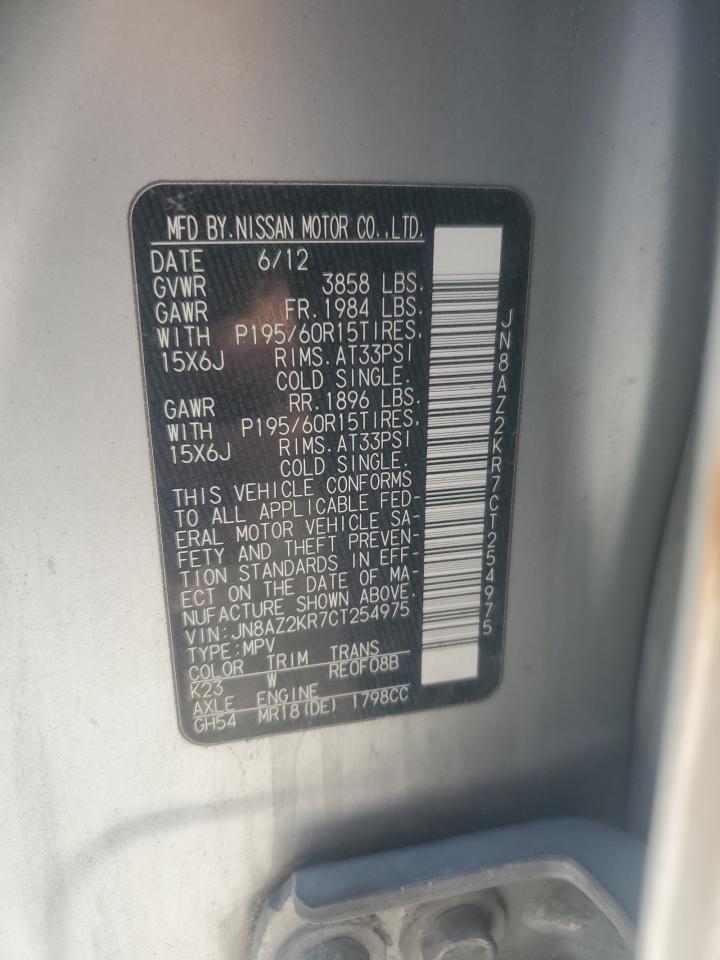 MFD BY.NISSAN MOTOR CO.,LTD.
DATE 6/12
GVWR 3858 LBS.
GAWR FR.1984 LBS.
WITH P195/60R15TIRES,
15X6J RIMS.AT33PSI
COLD SINGLE.
GAWR RR.1896 LBS.
WITH P195/60R15TIRES,
15X6J RIMS.AT33PSI
COLD SINGLE.
THIS VEHICLE CONFORMS
TO ALL APPLICABLE FED-
ERAL MOTOR VEHICLE SA-
FETY AND THEFT PREVEN-
TION STANDARDS IN EFF-
ECT ON THE DATE OF MA-
NUFACTURE SHOWN ABOVE.
VIN:JN8AZ2KR7CT254975
TYPE:MPV
COLOR TRIM TRANS
K23 W RE0F08B
AXLE ENGINE
GH54 MR18(DE) 1798CC
JN8AZ2KR7CT254975